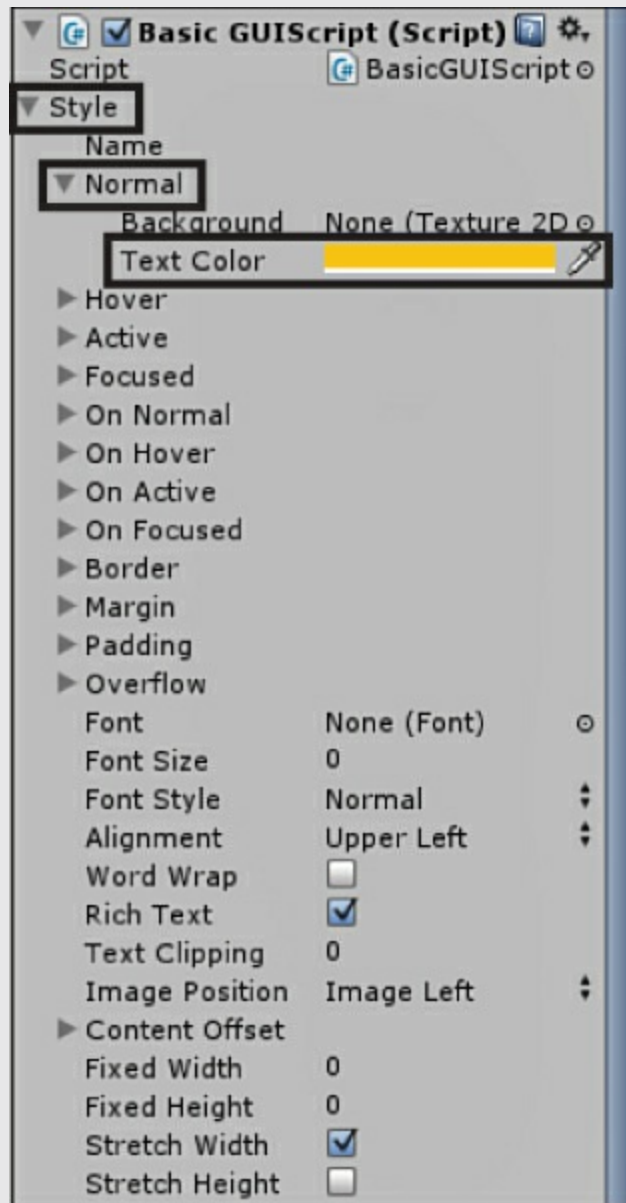 Basic GUIScript (Script)
Script BasicGUIScript
Style
Name
Normal
Background None (Texture 2D
Text Color
Hover
Active
Focused
On Normal
On Hover
On Active
On Focused
Border
Margin
Padding
Overflow
Font None (Font)
Font Size 0
Font Style Normal
Alignment Upper Left
Word Wrap
Rich Text
Text Clipping 0
Image Position Image Left
Content Offset
Fixed Width 0
Fixed Height 0
Stretch Width
Stretch Height